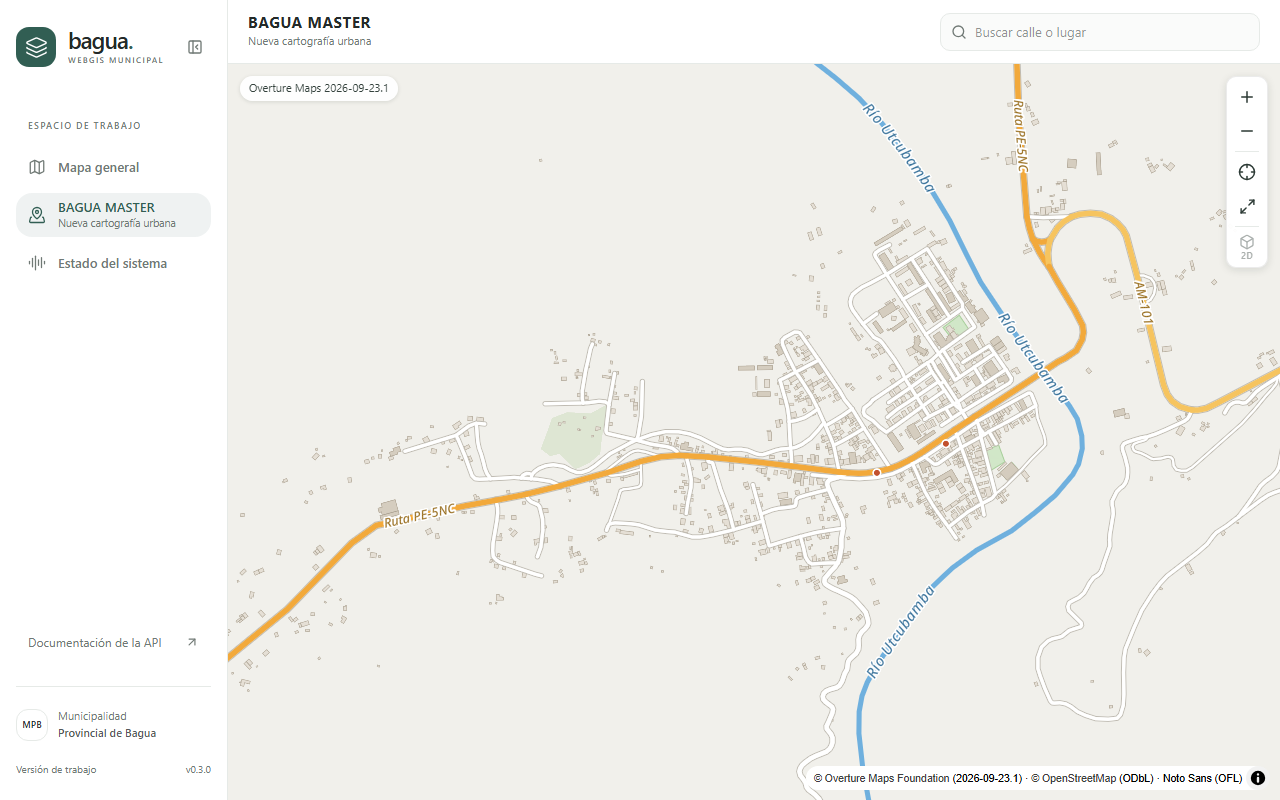 bagua.
WEBGIS MUNICIPAL
ESPACIO DE TRABAJO
Mapa general
BAGUA MASTER
Nueva cartografía urbana
Estado del sistema
Documentación de la API
MPB
Municipalidad
Provincial de Bagua
Versión de trabajo
v0.3.0
BAGUA MASTER
Nueva cartografía urbana
Buscar calle o lugar
Overture Maps 2026-09-23.1
2D
Río Utcubamba
Ruta PE-5NC
AM-101
Río Utcubamba
Ruta PE-5NC
Río Utcubamba
© Overture Maps Foundation (2026-09-23.1) · © OpenStreetMap (ODbL) · Noto Sans (OFL)